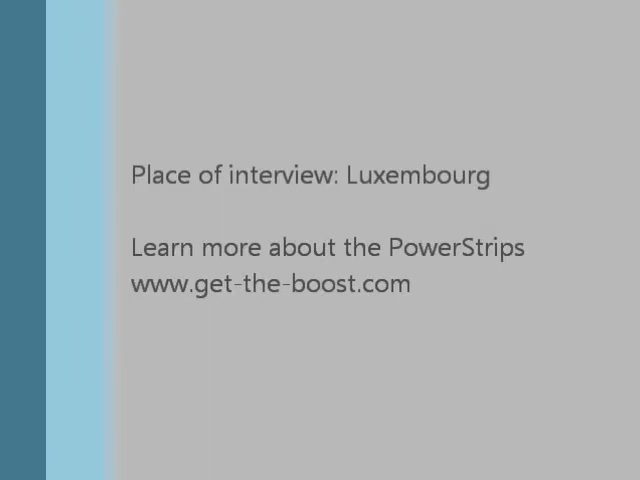 Place of interview: Luxembourg
Learn more about the PowerStrips
www.get-the-boost.com